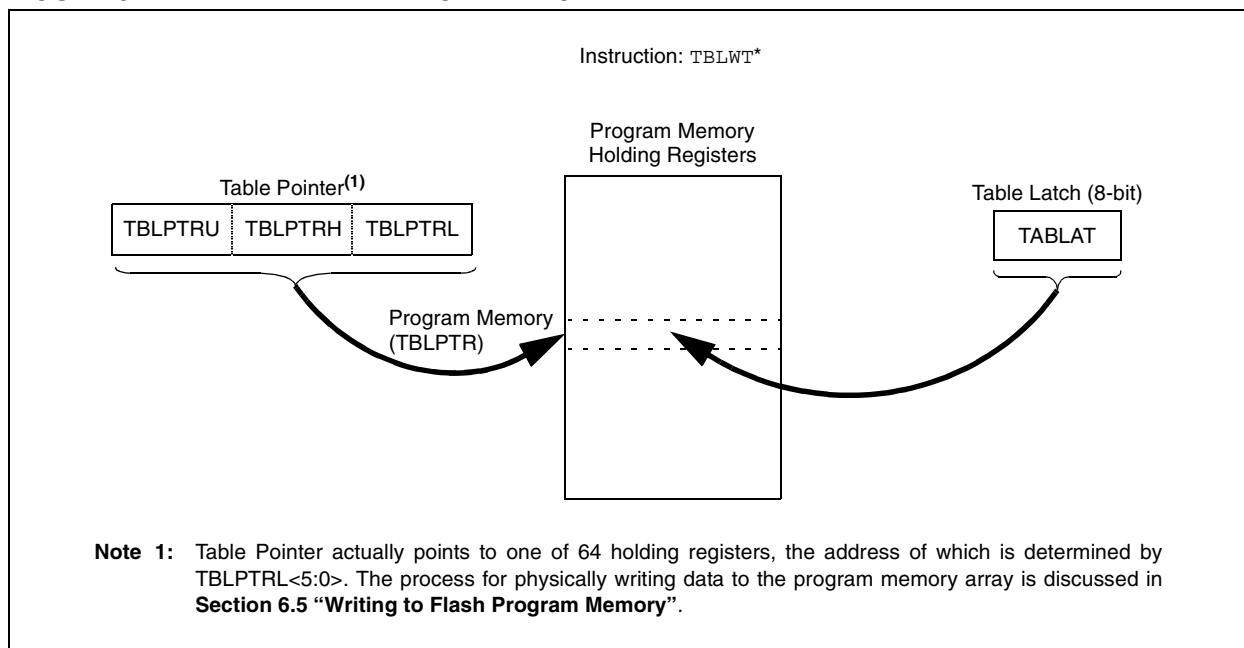 Instruction: TBLWT*
Program Memory
Holding Registers
Table Pointer(1)
Table Latch (8-bit)
TBLPTRU TBLPTRH TBLPTRL
TABLAT
Program Memory
(TBLPTR)
Note 1: Table Pointer actually points to one of 64 holding registers, the address of which is determined by
TBLPTRL<5:0>. The process for physically writing data to the program memory array is discussed in
Section 6.5 “Writing to Flash Program Memory”.